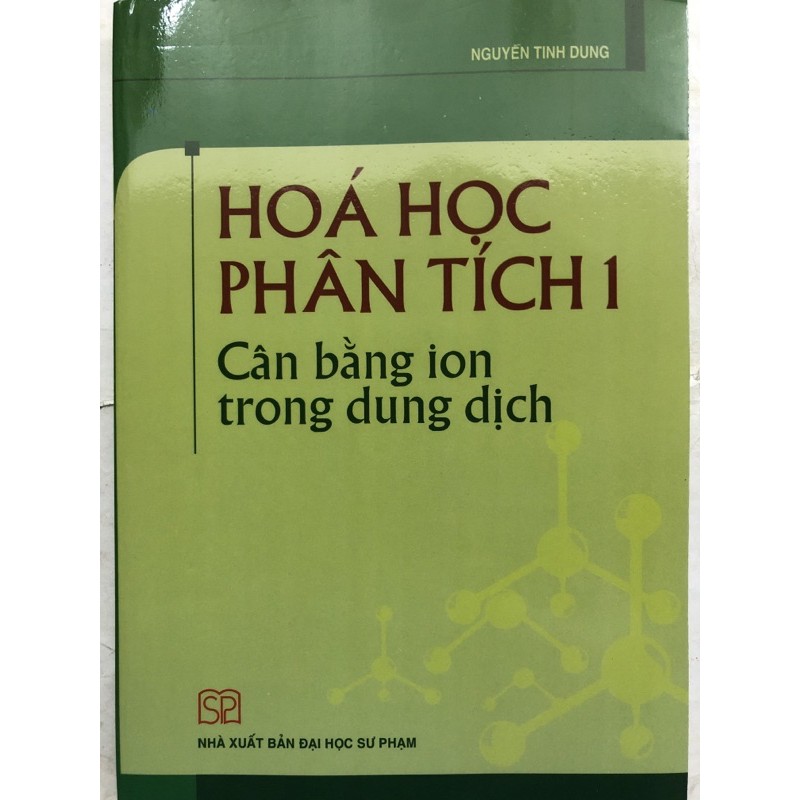 NGUYỄN TINH DUNG
HOÁ HỌC
PHÂN TÍCH 1
Cân bằng ion
trong dung dịch
SP
NHÀ XUẤT BẢN ĐẠI HỌC SƯ PHẠM